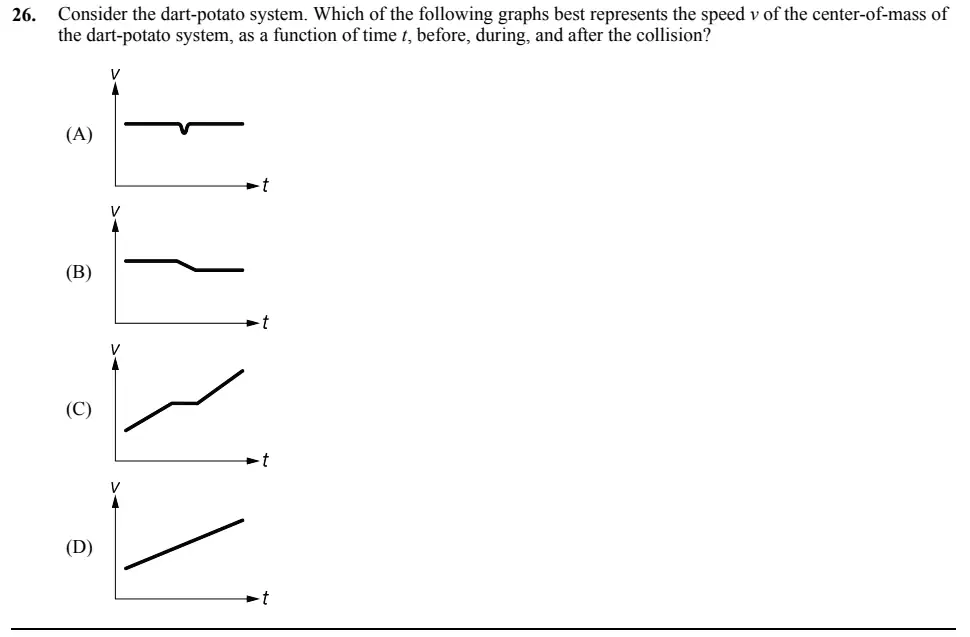 26. Consider the dart-potato system. Which of the following graphs best represents the speed v of the center-of-mass of
the dart-potato system, as a function of time t, before, during, and after the collision?
v
(A)
t
v
(B)
t
v
(C)
t
v
(D)
t